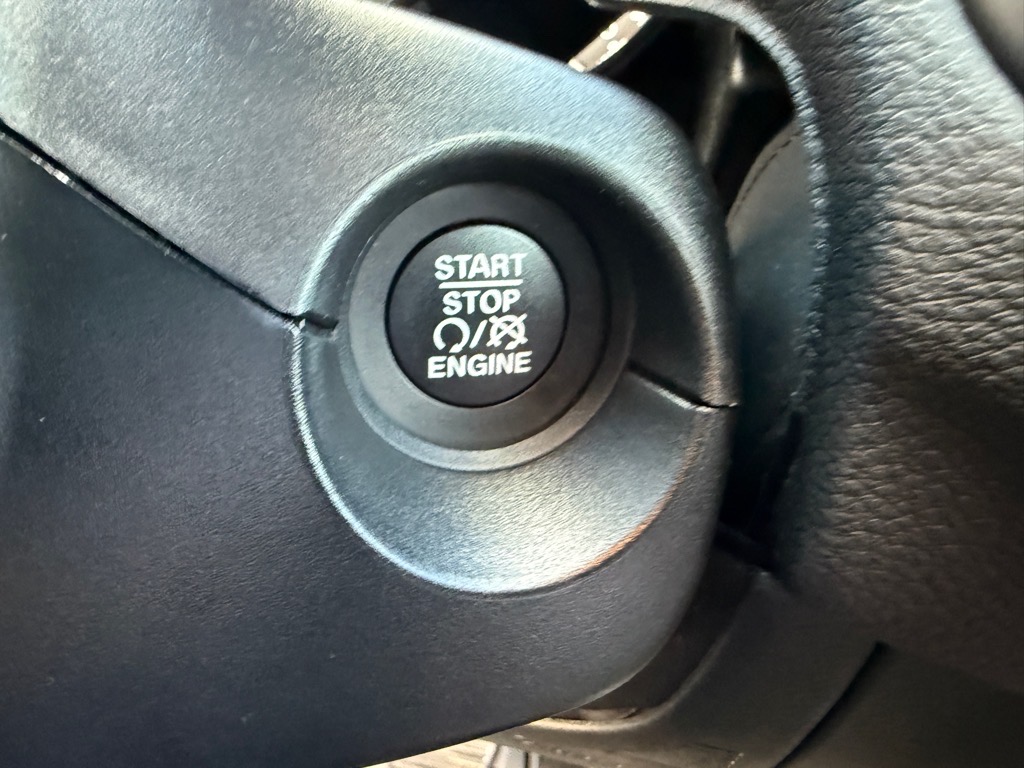 START
STOP
/
ENGINE